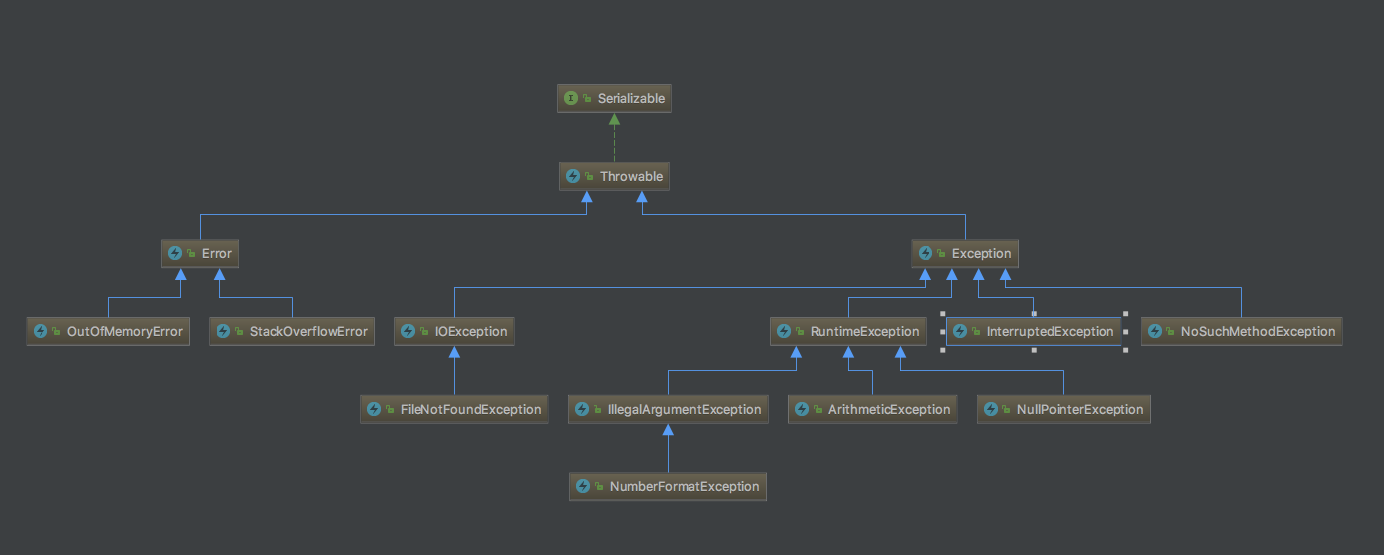 Serializable
Throwable
Error
Exception
OutOfMemoryError
StackOverflowError
IOException
RuntimeException
InterruptedException
NoSuchMethodException
FileNotFoundException
IllegalArgumentException
ArithmeticException
NullPointerException
NumberFormatException